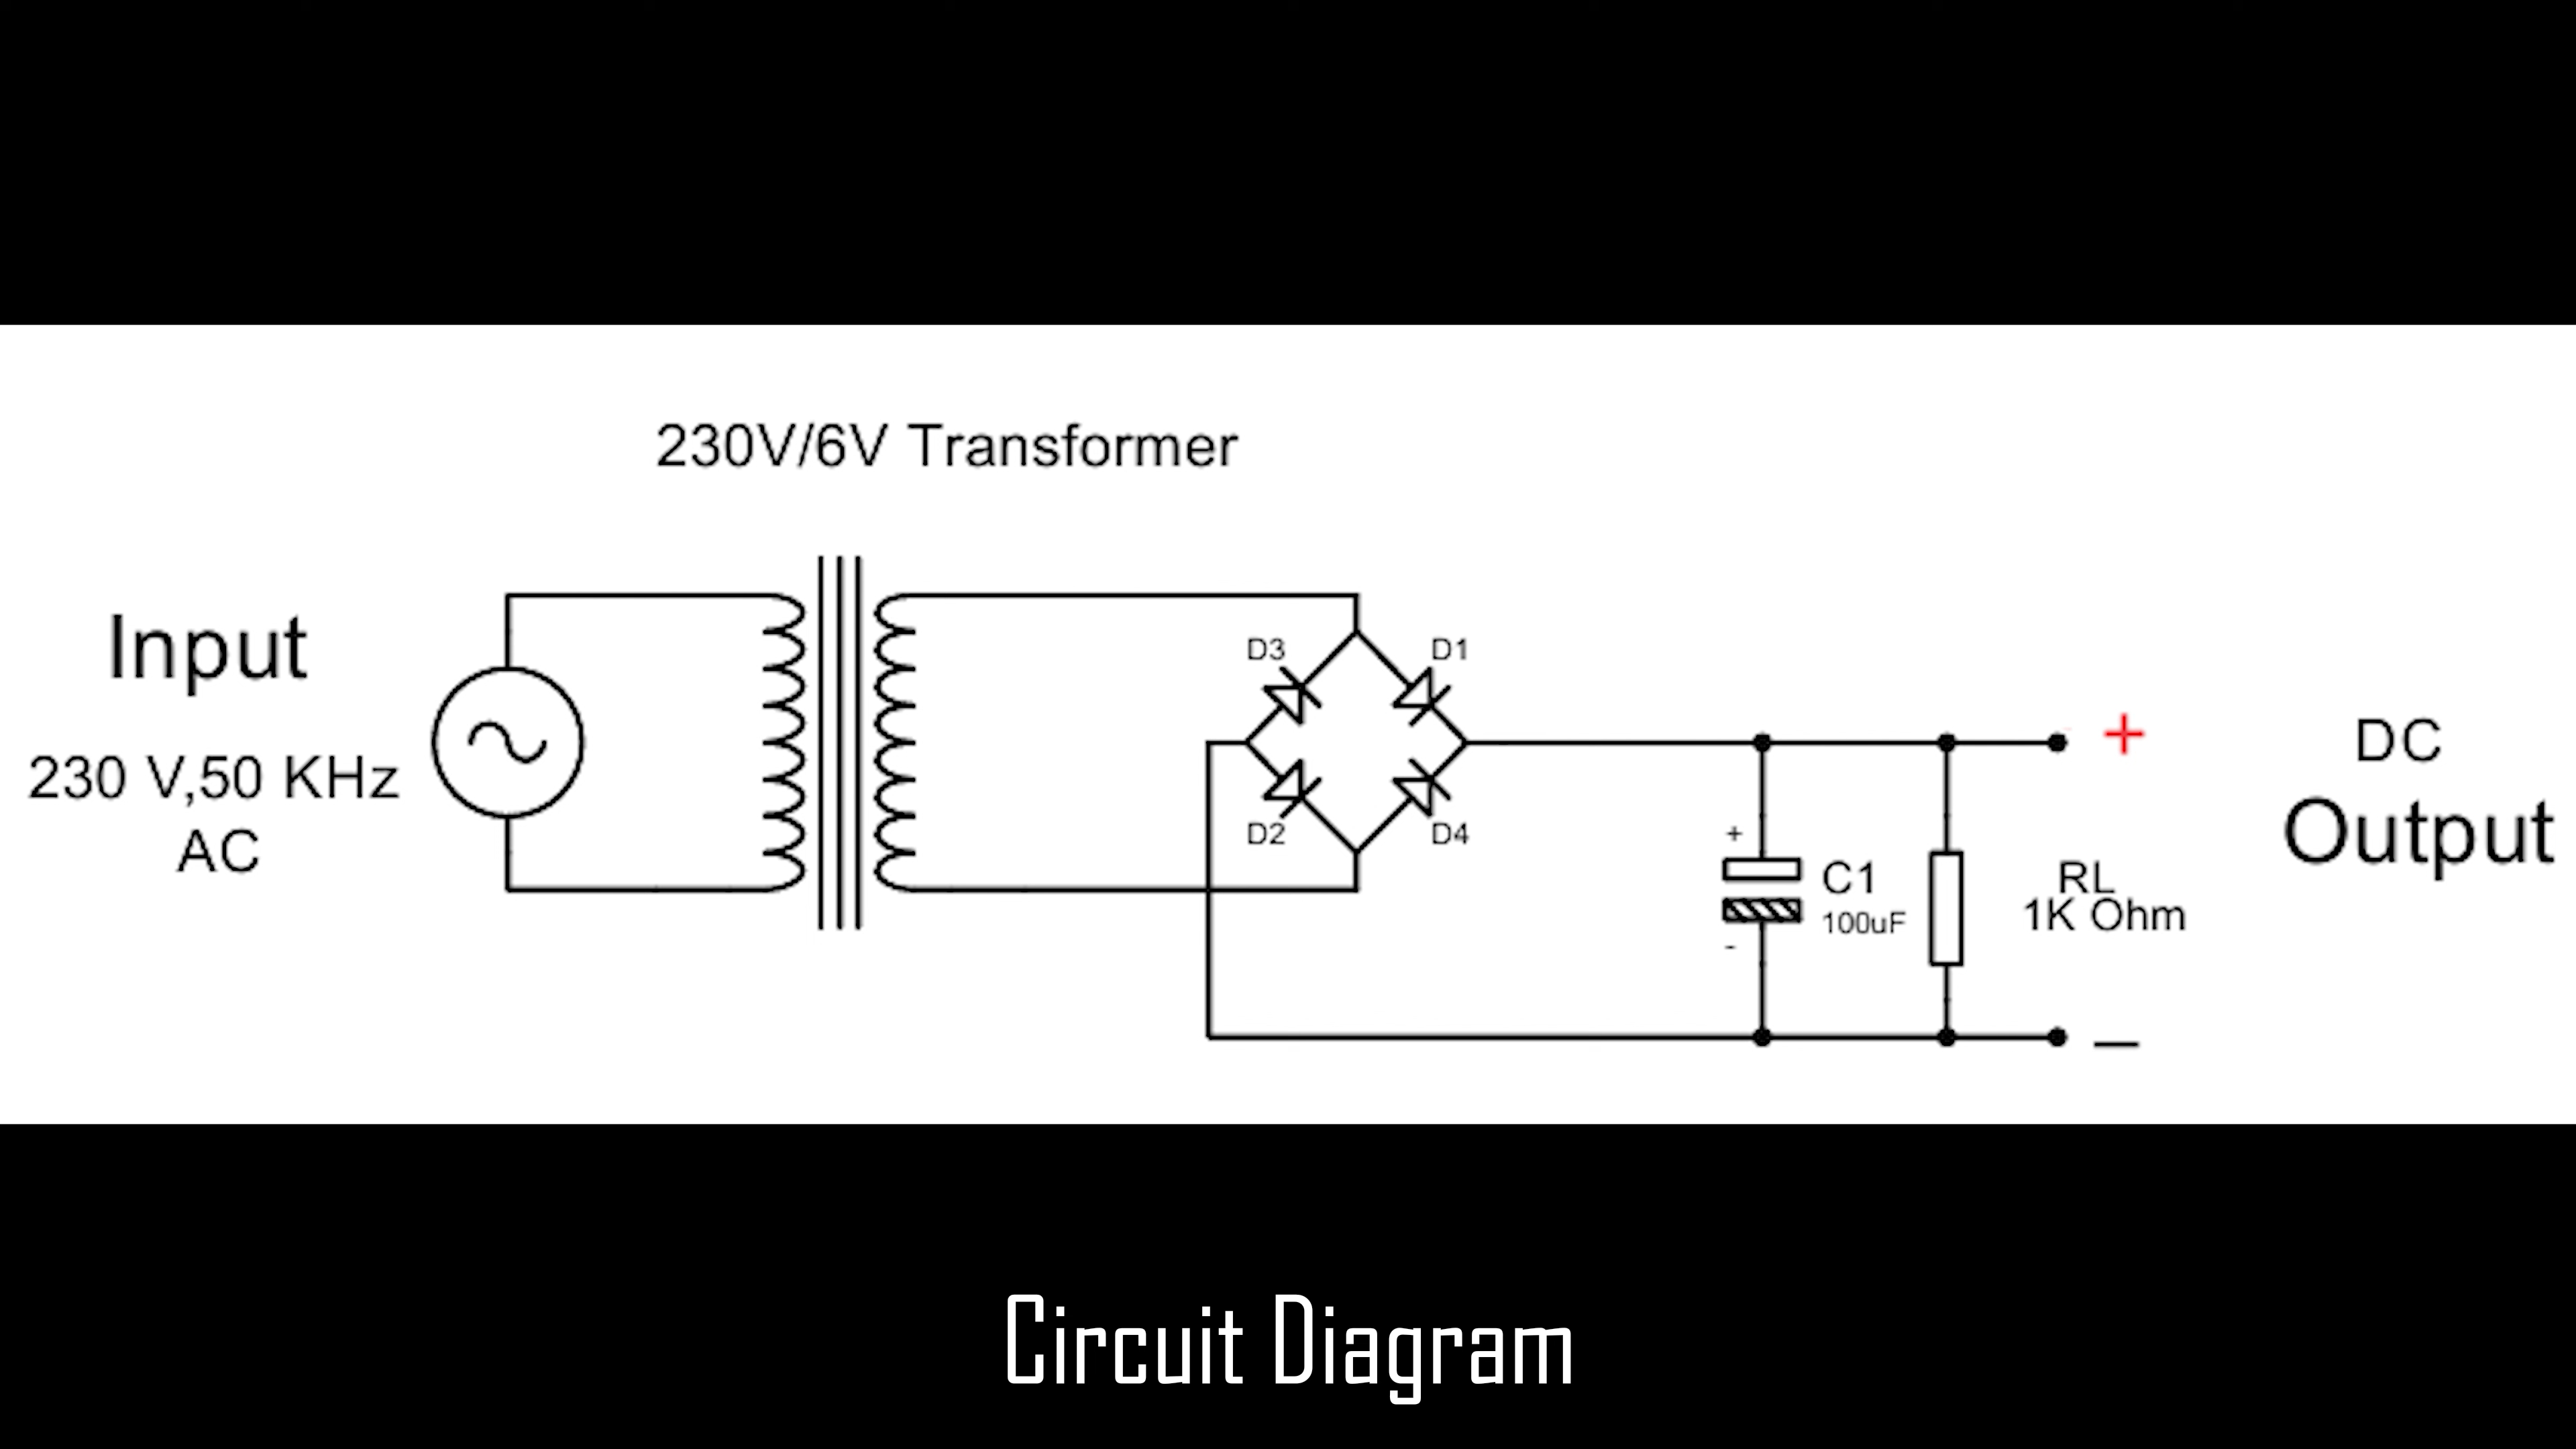 230V/6V Transformer
Input
230 V,50 KHz
AC
D3
D1
D2
D4
+
-
C1
100uF
RL
1K Ohm
+
–
DC
Output
Circuit Diagram